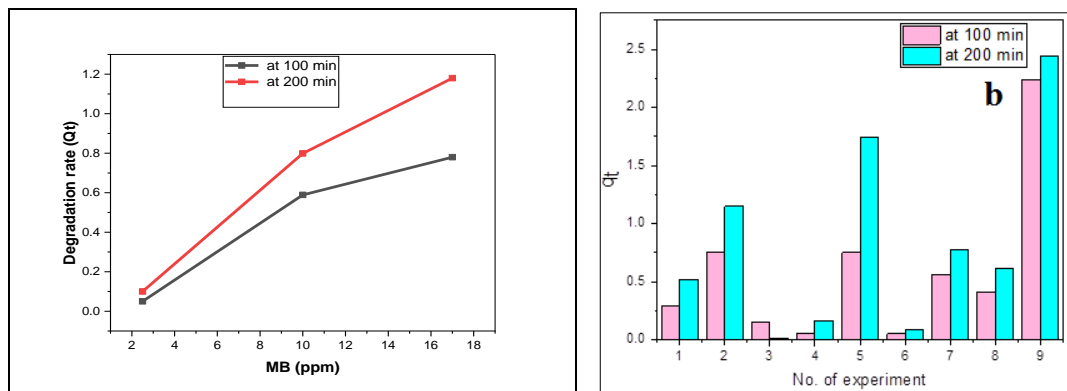 at 100 min
at 200 min
1.2
1.0
0.8
0.6
0.4
0.2
0.0
Degradation rate (Qt)
2 4 6 8 10 12 14 16 18
MB (ppm)
at 100 min
at 200 min
b
2.5
2.0
1.5
1.0
0.5
0.0
qt
1 2 3 4 5 6 7 8 9
No. of experiment